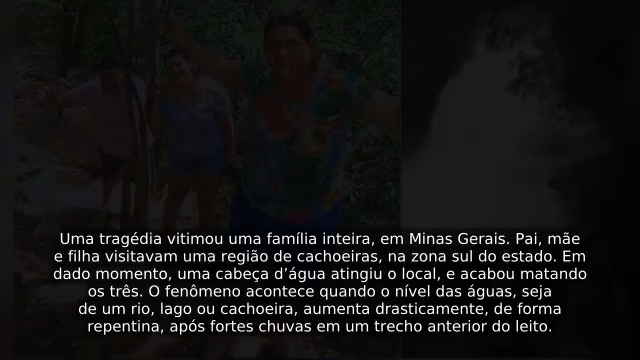 Uma tragédia vitimou uma família inteira, em Minas Gerais. Pai, mãe
e filha visitavam uma região de cachoeiras, na zona sul do estado. Em
dado momento, uma cabeça d’água atingiu o local, e acabou matando
os três. O fenômeno acontece quando o nível das águas, seja
de um rio, lago ou cachoeira, aumenta drasticamente, de forma
repentina, após fortes chuvas em um trecho anterior do leito.